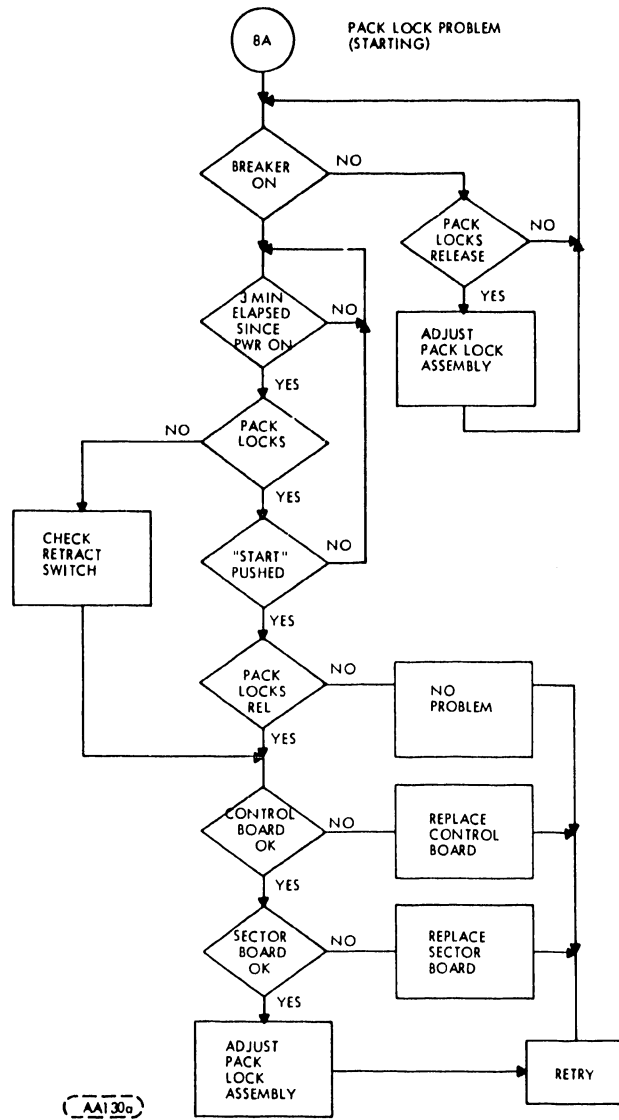 8A
PACK LOCK PROBLEM
(STARTING)
BREAKER
ON
NO
PACK
LOCKS
RELEASE
NO
YES
YES
ADJUST
PACK LOCK
ASSEMBLY
3 MIN
ELAPSED
SINCE
PWR ON
NO
YES
PACK
LOCKS
NO
YES
CHECK
RETRACT
SWITCH
"START"
PUSHED
NO
YES
PACK
LOCKS
REL
NO
NO
PROBLEM
YES
CONTROL
BOARD
OK
NO
REPLACE
CONTROL
BOARD
YES
SECTOR
BOARD
OK
NO
REPLACE
SECTOR
BOARD
YES
ADJUST
PACK
LOCK
ASSEMBLY
RETRY
AA130a